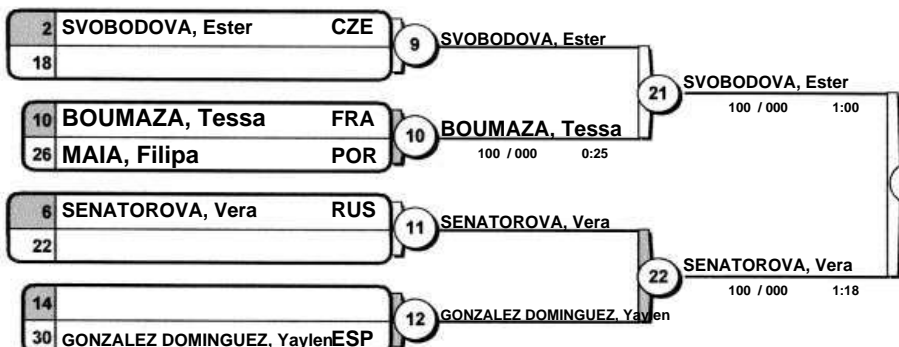 2 SVOBODOVA, Ester CZE
18
9 SVOBODOVA, Ester
10 BOUMAZA, Tessa FRA
26 MAIA, Filipa POR
10 BOUMAZA, Tessa
100 / 000 0:25
21 SVOBODOVA, Ester
100 / 000 1:00
6 SENATOROVA, Vera RUS
22
11 SENATOROVA, Vera
14
30 GONZALEZ DOMINGUEZ, Yaylen ESP
12 GONZALEZ DOMINGUEZ, Yaylen
22 SENATOROVA, Vera
100 / 000 1:18